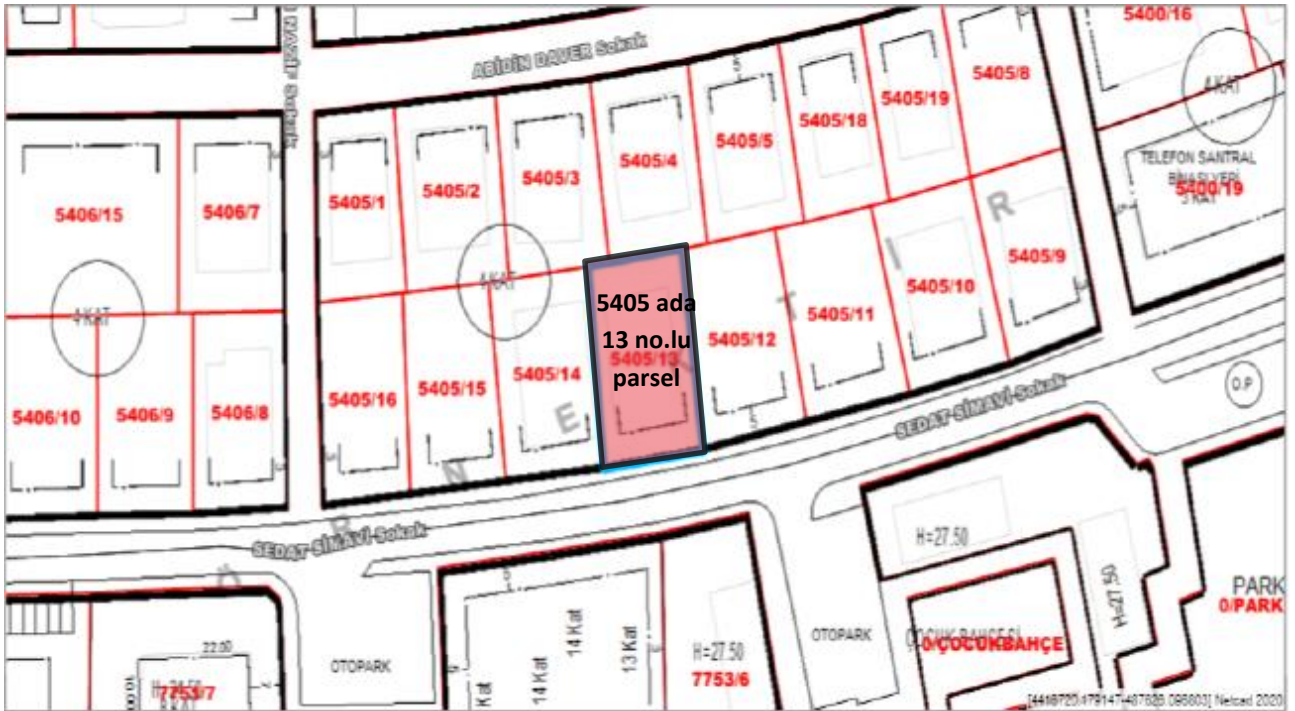 NAZİF Sokak
ABİDİN DAVER Sokak
5400/16
4 KAT
5405/8
5405/19
5405/18
5405/5
5405/4
5405/3
5405/2
5405/1
5406/7
5406/15
TELEFON SANTRAL
BİNASI YERİ
3 KAT
5400/19
R
İ
T
E
N
R
Ö
5405/9
5405/10
5405/11
5405/12
5405 ada
13 no.lu
5405/13
parsel
5405/14
5405/15
5405/16
4 KAT
4 KAT
5406/10
5406/9
5406/8
O.P
SEDAT SİMAVİ Sokak
SEDAT SİMAVİ Sokak
H=27.50
H=27.50
PARK
0/PARK
OTOPARK
ÇOCUK BAHÇESİ
0/ÇOCUKBAHÇE
H=27.50
7753/6
13 Kat
14 Kat
14 Kat
Kat
OTOPARK
22.00
7753/7
Netcad 2020